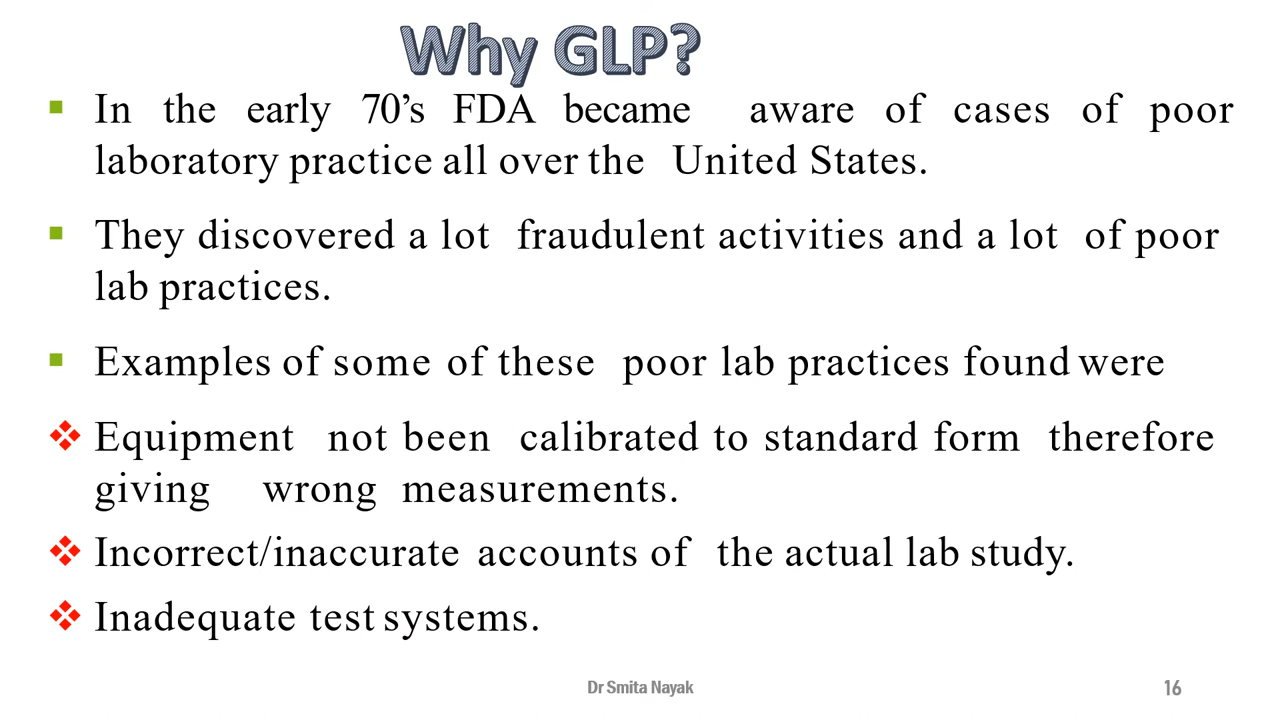 Why GLP?
▪ In the early 70’s FDA became aware of cases of poor
laboratory practice all over the United States.
▪ They discovered a lot fraudulent activities and a lot of poor
lab practices.
▪ Examples of some of these poor lab practices found were
❖ Equipment not been calibrated to standard form therefore
giving wrong measurements.
❖ Incorrect/inaccurate accounts of the actual lab study.
❖ Inadequate test systems.
Dr Smita Nayak
16